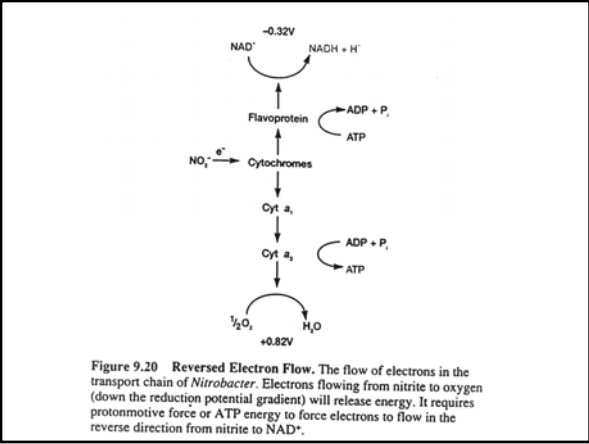 −0.32V
NAD⁺ NADH + H⁺
Flavoprotein ADP + Pᵢ
ATP
NO₂⁻ e⁻ Cytochromes
Cyt a₁
Cyt a₃ ADP + Pᵢ
ATP
½O₂ H₂O
+0.82V
Figure 9.20 Reversed Electron Flow. The flow of electrons in the
transport chain of Nitrobacter. Electrons flowing from nitrite to oxygen
(down the reduction potential gradient) will release energy. It requires
protonmotive force or ATP energy to force electrons to flow in the
reverse direction from nitrite to NAD⁺.